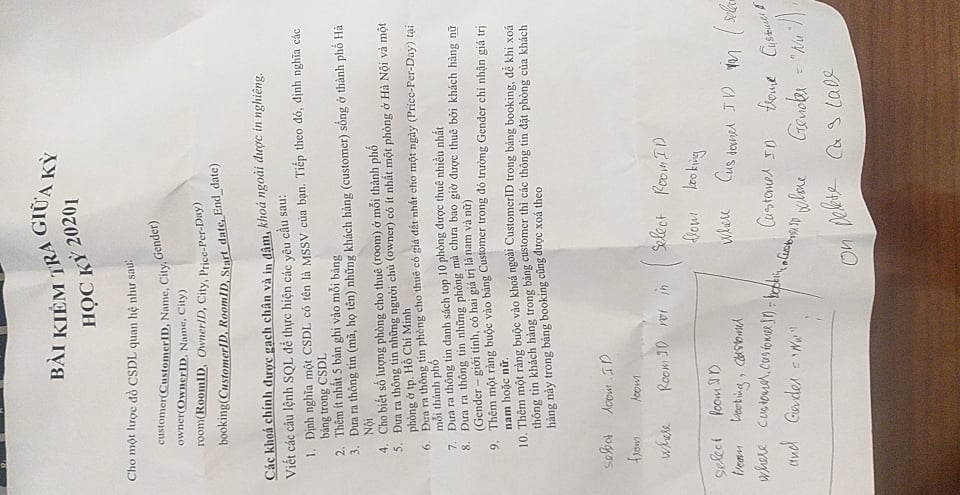 BÀI KIỂM TRA GIỮA KỲ
HỌC KỲ 20201
Cho một lược đồ CSDL quan hệ như sau:
customer(CustomerID, Name, City, Gender)
owner(OwnerID, Name, City)
room(RoomID, OwnerID, City, Price-Per-Day)
booking(CustomerID, RoomID, Start_date, End_date)
Các khoá chính được gạch chân và in đậm, khoá ngoài được in nghiêng.
Viết các câu lệnh SQL để thực hiện các yêu cầu sau:
1. Định nghĩa một CSDL có tên là MSSV của bạn. Tiếp theo đó, định nghĩa các
bảng trong CSDL
2. Thêm ít nhất 5 bản ghi vào mỗi bảng
3. Đưa ra thông tin (mã, họ tên) những khách hàng (customer) sống ở thành phố Hà
Nội
4. Cho biết số lượng phòng cho thuê (room) ở mỗi thành phố
5. Đưa ra thông tin những người chủ (owner) có ít nhất một phòng ở Hà Nội và một
phòng ở tp. Hồ Chí Minh
6. Đưa ra thông tin phòng cho thuê có giá đắt nhất cho một ngày (Price-Per-Day) tại
mỗi thành phố
7. Đưa ra thông tin danh sách top 10 phòng được thuê nhiều nhất
8. Đưa ra thông tin những phòng mà chưa bao giờ được thuê bởi khách hàng nữ
(Gender – giới tính, có hai giá trị là nam và nữ)
9. Thêm một ràng buộc vào bảng Customer trong đó trường Gender chỉ nhận giá trị
nam hoặc nữ.
10. Thêm một ràng buộc vào khoá ngoài CustomerID trong bảng booking, để khi xoá
thông tin khách hàng trong bảng customer thì các thông tin đặt phòng của khách
hàng này trong bảng booking cũng được xoá theo
select room.ID
from room
where RoomID not in (select RoomID
from booking
where CustomerID in (selec
CustomerID from Custome
where Gender = "Nu"))
select RoomID
from booking, customer
where customer.customerID = booking.CustomerID
and Gender = "Nu"
;
ON Delete CasCADE